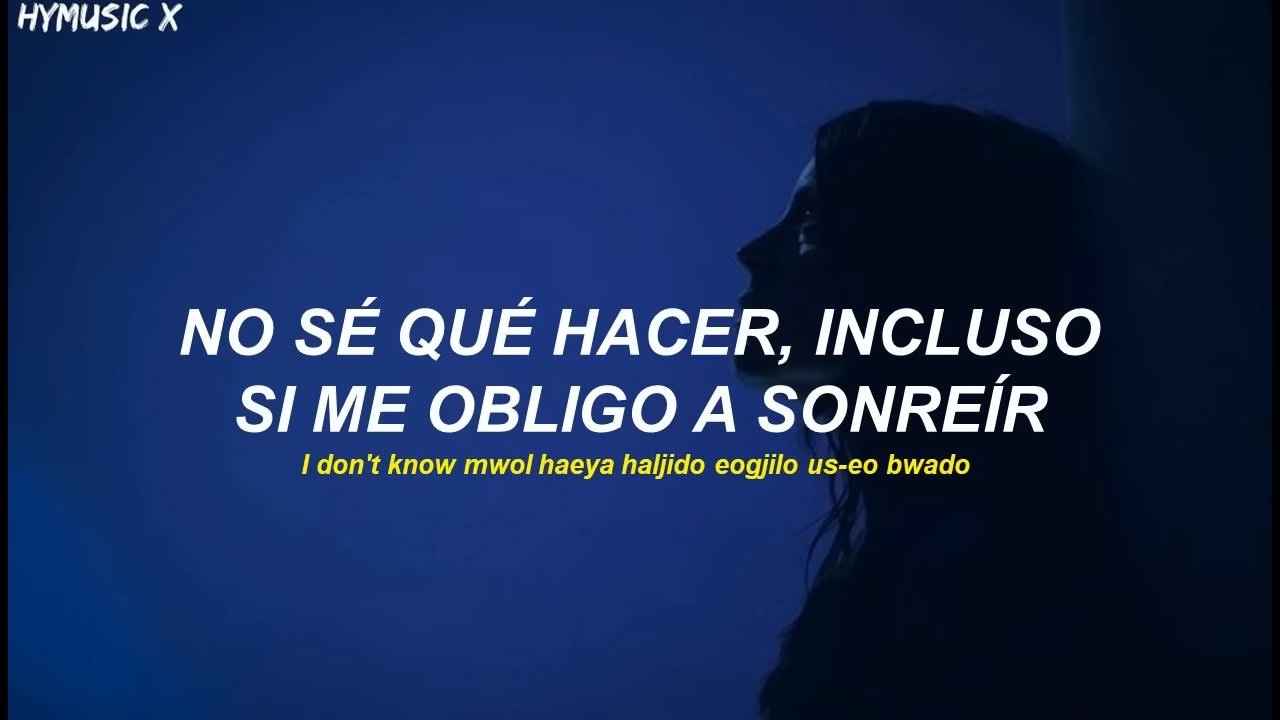 HYMUSIC X
NO SÉ QUÉ HACER, INCLUSO
SI ME OBLIGO A SONREÍR
I don't know mwol haeya haljido eogjilo us-eo bwado